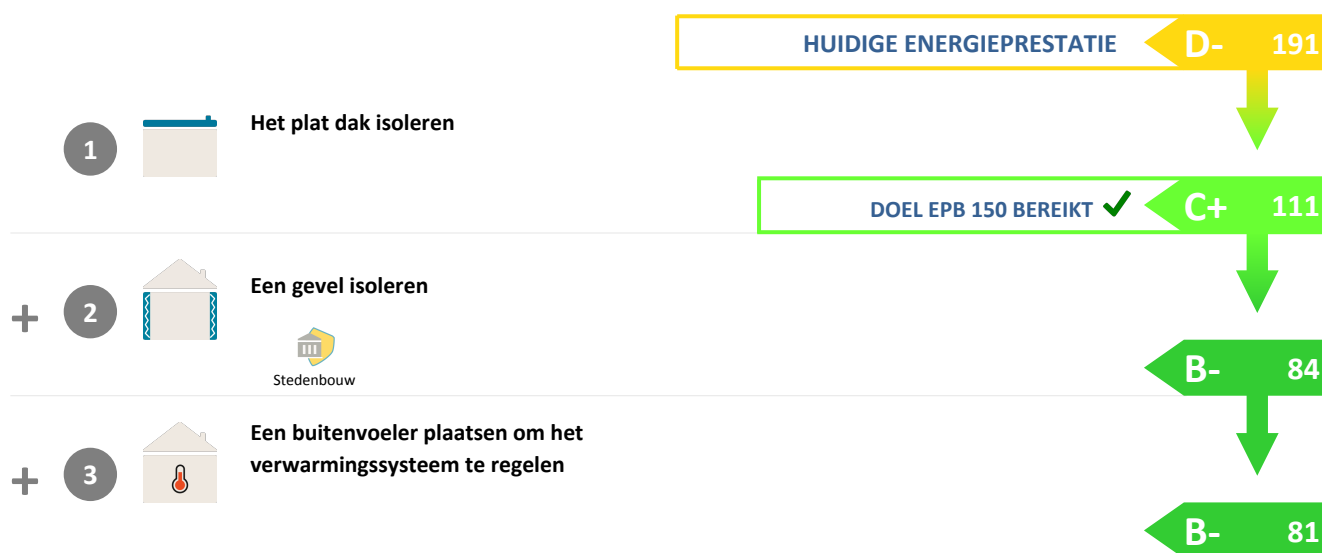 HUIDIGE ENERGIEPRESTATIE D- 191
1 Het plat dak isoleren
DOEL EPB 150 BEREIKT C+ 111
+ 2 Een gevel isoleren
Stedenbouw
B- 84
+ 3 Een buitenvoeler plaatsen om het
verwarmingssysteem te regelen
B- 81